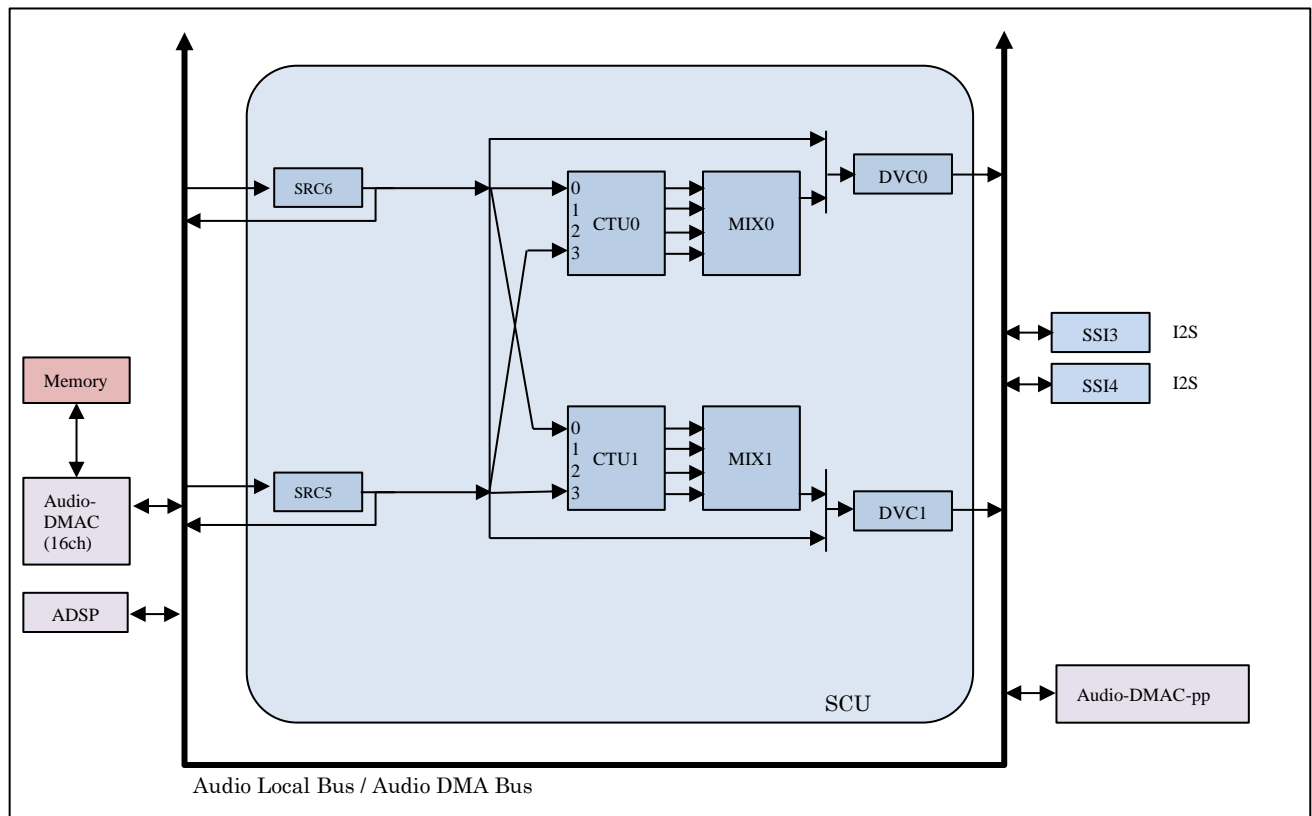 SRC6
0
1
2
3
CTU0
MIX0
DVC0
SSI3 I2S
SSI4 I2S
Memory
Audio-
DMAC
(16ch)
ADSP
SRC5
0
1
2
3
CTU1
MIX1
DVC1
SCU
Audio-DMAC-pp
Audio Local Bus / Audio DMA Bus